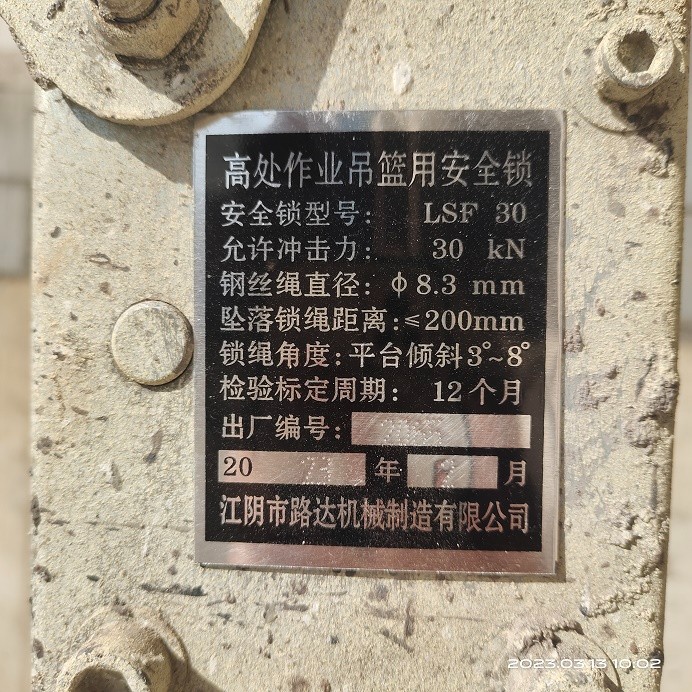 高处作业吊篮用安全锁
安全锁型号: LSF 30
允许冲击力: 30 kN
钢丝绳直径: φ8.3 mm
坠落锁绳距离:≤200mm
锁绳角度:平台倾斜3°~8°
检验标定周期: 12个月
出厂编号:
20 年 月
江阴市路达机械制造有限公司
2023.03.13 10:02